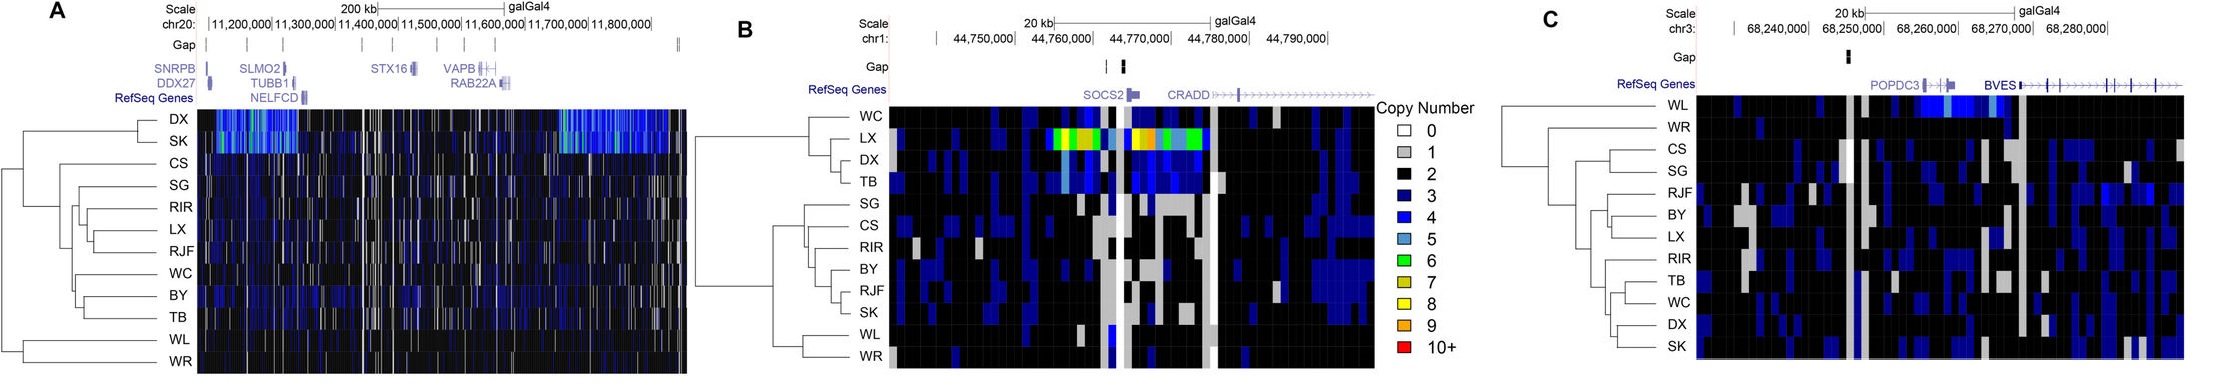 A
Scale
200 kb
galGal4
chr20:
11,200,000
11,300,000
11,400,000
11,500,000
11,600,000
11,700,000
11,800,000
Gap
SNRPB
SLMO2
STX16
VAPB
DDX27
TUBB1
RAB22A
RefSeq Genes
NELFCD
DX
SK
CS
SG
RIR
LX
RJF
WC
BY
TB
WL
WR
B
Scale
20 kb
galGal4
chr1:
44,750,000
44,760,000
44,770,000
44,780,000
44,790,000
Gap
RefSeq Genes
SOCS2
CRADD
WC
LX
DX
TB
SG
CS
RIR
BY
RJF
SK
WL
WR
Copy Number
0
1
2
3
4
5
6
7
8
9
10+
C
Scale
20 kb
galGal4
chr3:
68,240,000
68,250,000
68,260,000
68,270,000
68,280,000
Gap
RefSeq Genes
POPDC3
BVES
WL
WR
CS
SG
RJF
BY
LX
RIR
TB
WC
DX
SK